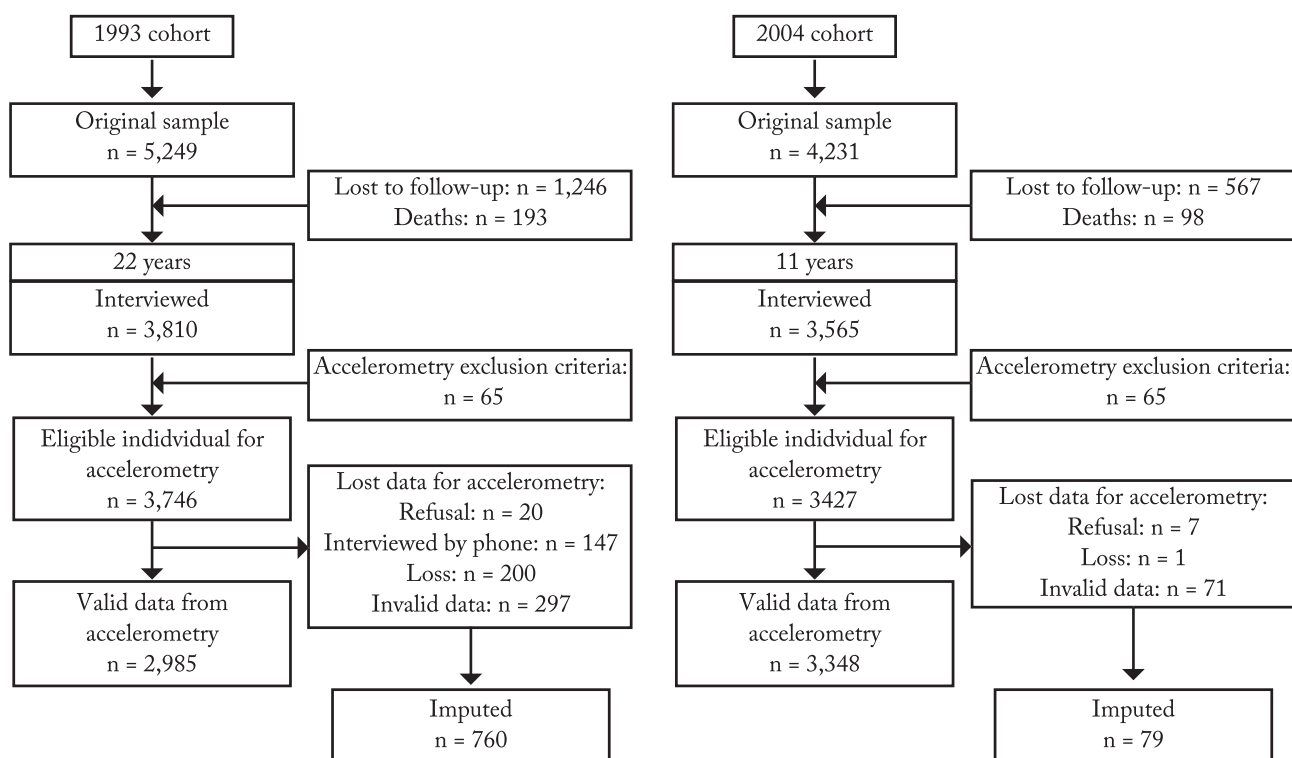 1993 cohort
Original sample
n = 5,249
Lost to follow-up: n = 1,246
Deaths: n = 193
22 years
Interviewed
n = 3,810
Accelerometry exclusion criteria:
n = 65
Eligible indidvidual for
accelerometry
n = 3,746
Lost data for accelerometry:
Refusal: n = 20
Interviewed by phone: n = 147
Loss: n = 200
Invalid data: n = 297
Valid data from
accelerometry
n = 2,985
Imputed
n = 760
2004 cohort
Original sample
n = 4,231
Lost to follow-up: n = 567
Deaths: n = 98
11 years
Interviewed
n = 3,565
Accelerometry exclusion criteria:
n = 65
Eligible indidvidual for
accelerometry
n = 3427
Lost data for accelerometry:
Refusal: n = 7
Loss: n = 1
Invalid data: n = 71
Valid data from
accelerometry
n = 3,348
Imputed
n = 79